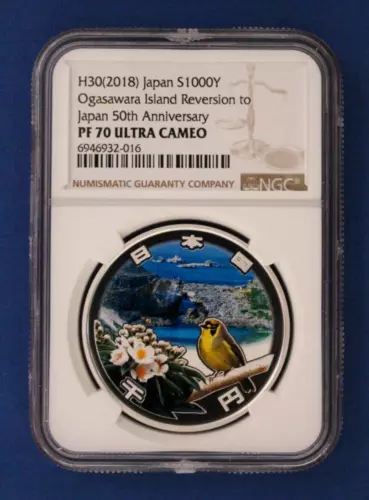 H30(2018) Japan S1000Y
Ogasawara Island Reversion to
Japan 50th Anniversary
PF 70 ULTRA CAMEO
6946932-016
NUMISMATIC GUARANTY COMPANY
NGC
日本国
千円